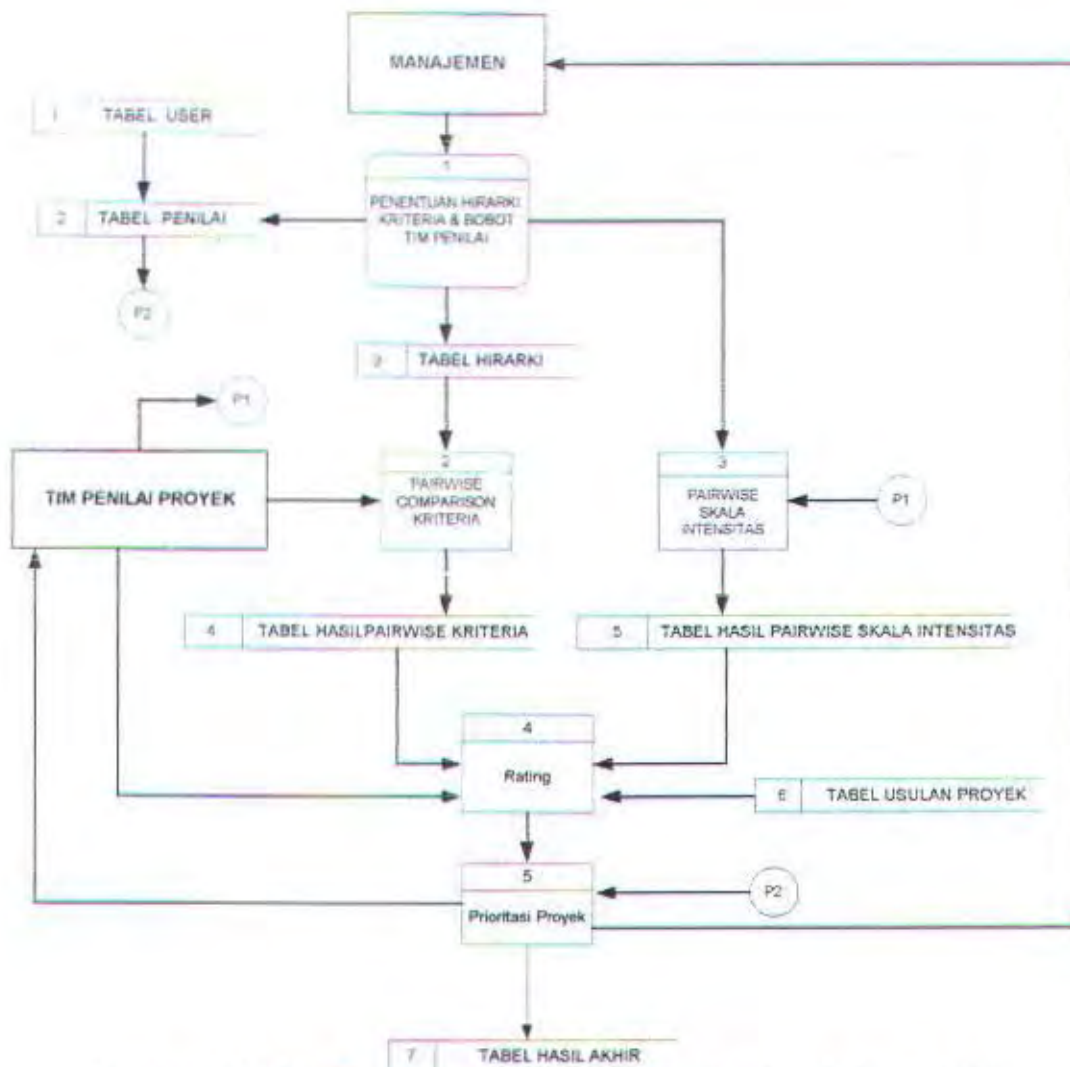 MANAJEMEN
1 TABEL USER
1
PENENTUAN HIRARKI
KRITERIA & BOBOT
TIM PENILAI
2 TABEL PENILAI
P2
3 TABEL HIRARKI
P1
TIM PENILAI PROYEK
2
PAIRWISE
COMPARISON
KRITERIA
3
PAIRWISE
SKALA
INTENSITAS
P1
4 TABEL HASILPAIRWISE KRITERIA
5 TABEL HASIL PAIRWISE SKALA INTENSITAS
4
Rating
6 TABEL USULAN PROYEK
5
Prioritasi Proyek
P2
7 TABEL HASIL AKHIR